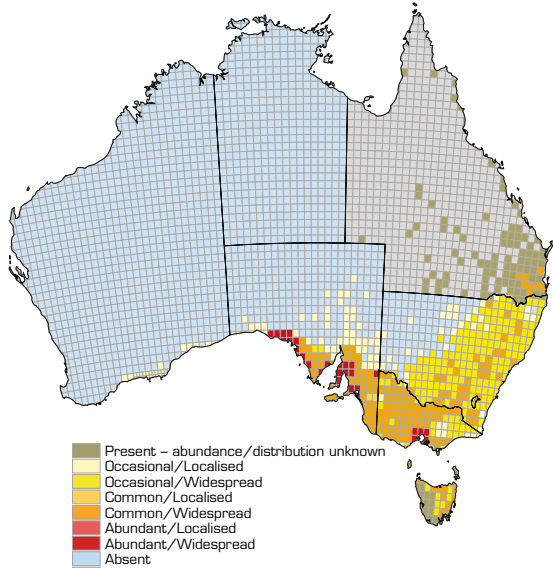 Present – abundance/distribution unknown
Occasional/Localised
Occasional/Widespread
Common/Localised
Common/Widespread
Abundant/Localised
Abundant/Widespread
Absent